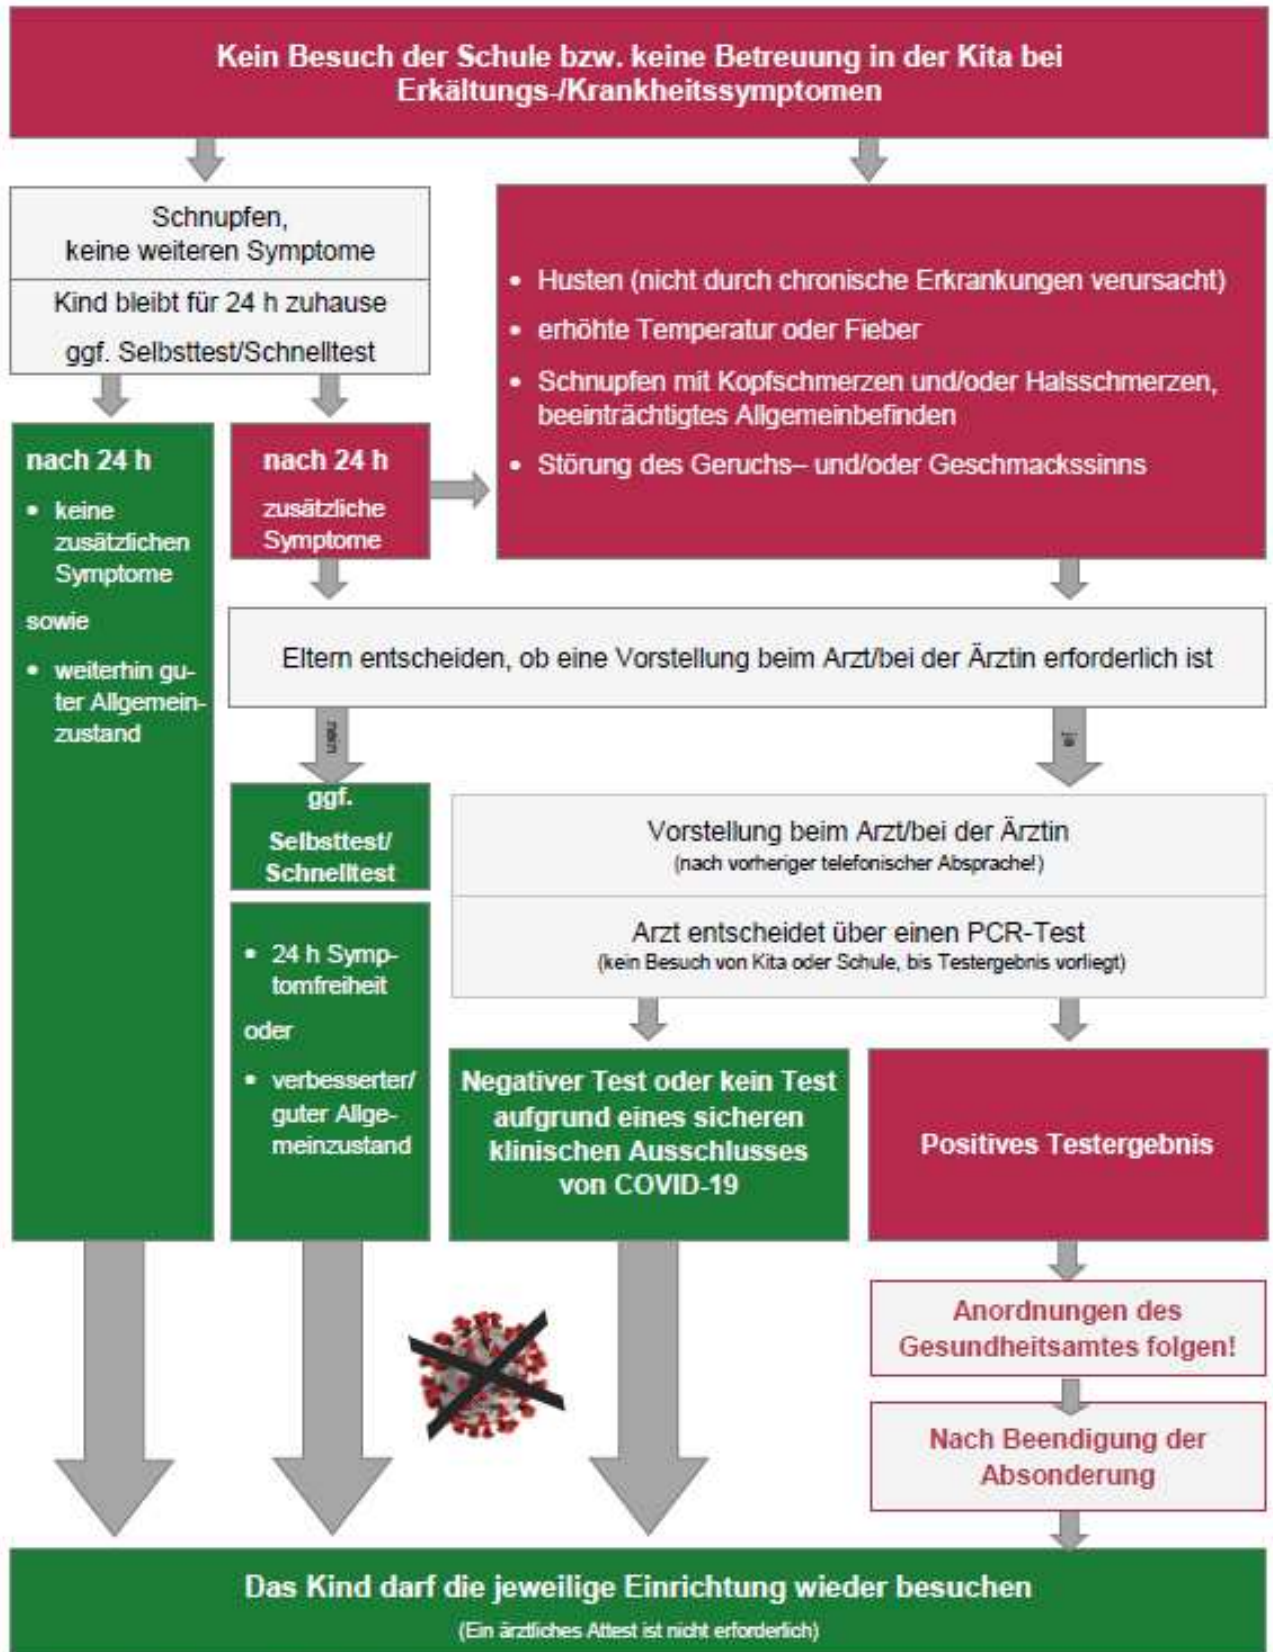 Kein Besuch der Schule bzw. keine Betreuung in der Kita bei
Erkältungs-/Krankheitssymptomen
Schnupfen,
keine weiteren Symptome
Kind bleibt für 24 h zuhause
ggf. Selbsttest/Schnelltest
• Husten (nicht durch chronische Erkrankungen verursacht)
• erhöhte Temperatur oder Fieber
• Schnupfen mit Kopfschmerzen und/oder Halsschmerzen,
beeinträchtigtes Allgemeinbefinden
• Störung des Geruchs– und/oder Geschmackssinns
nach 24 h
• keine
zusätzlichen
Symptome
sowie
• weiterhin gu-
ter Allgemein-
zustand
nach 24 h
zusätzliche
Symptome
Eltern entscheiden, ob eine Vorstellung beim Arzt/bei der Ärztin erforderlich ist
nein
ja
ggf.
Selbsttest/
Schnelltest
• 24 h Symp-
tomfreiheit
oder
• verbesserter/
guter Allge-
meinzustand
Vorstellung beim Arzt/bei der Ärztin
(nach vorheriger telefonischer Absprache!)
Arzt entscheidet über einen PCR-Test
(kein Besuch von Kita oder Schule, bis Testergebnis vorliegt)
Negativer Test oder kein Test
aufgrund eines sicheren
klinischen Ausschlusses
von COVID-19
Positives Testergebnis
Anordnungen des
Gesundheitsamtes folgen!
Nach Beendigung der
Absonderung
Das Kind darf die jeweilige Einrichtung wieder besuchen
(Ein ärztliches Attest ist nicht erforderlich)